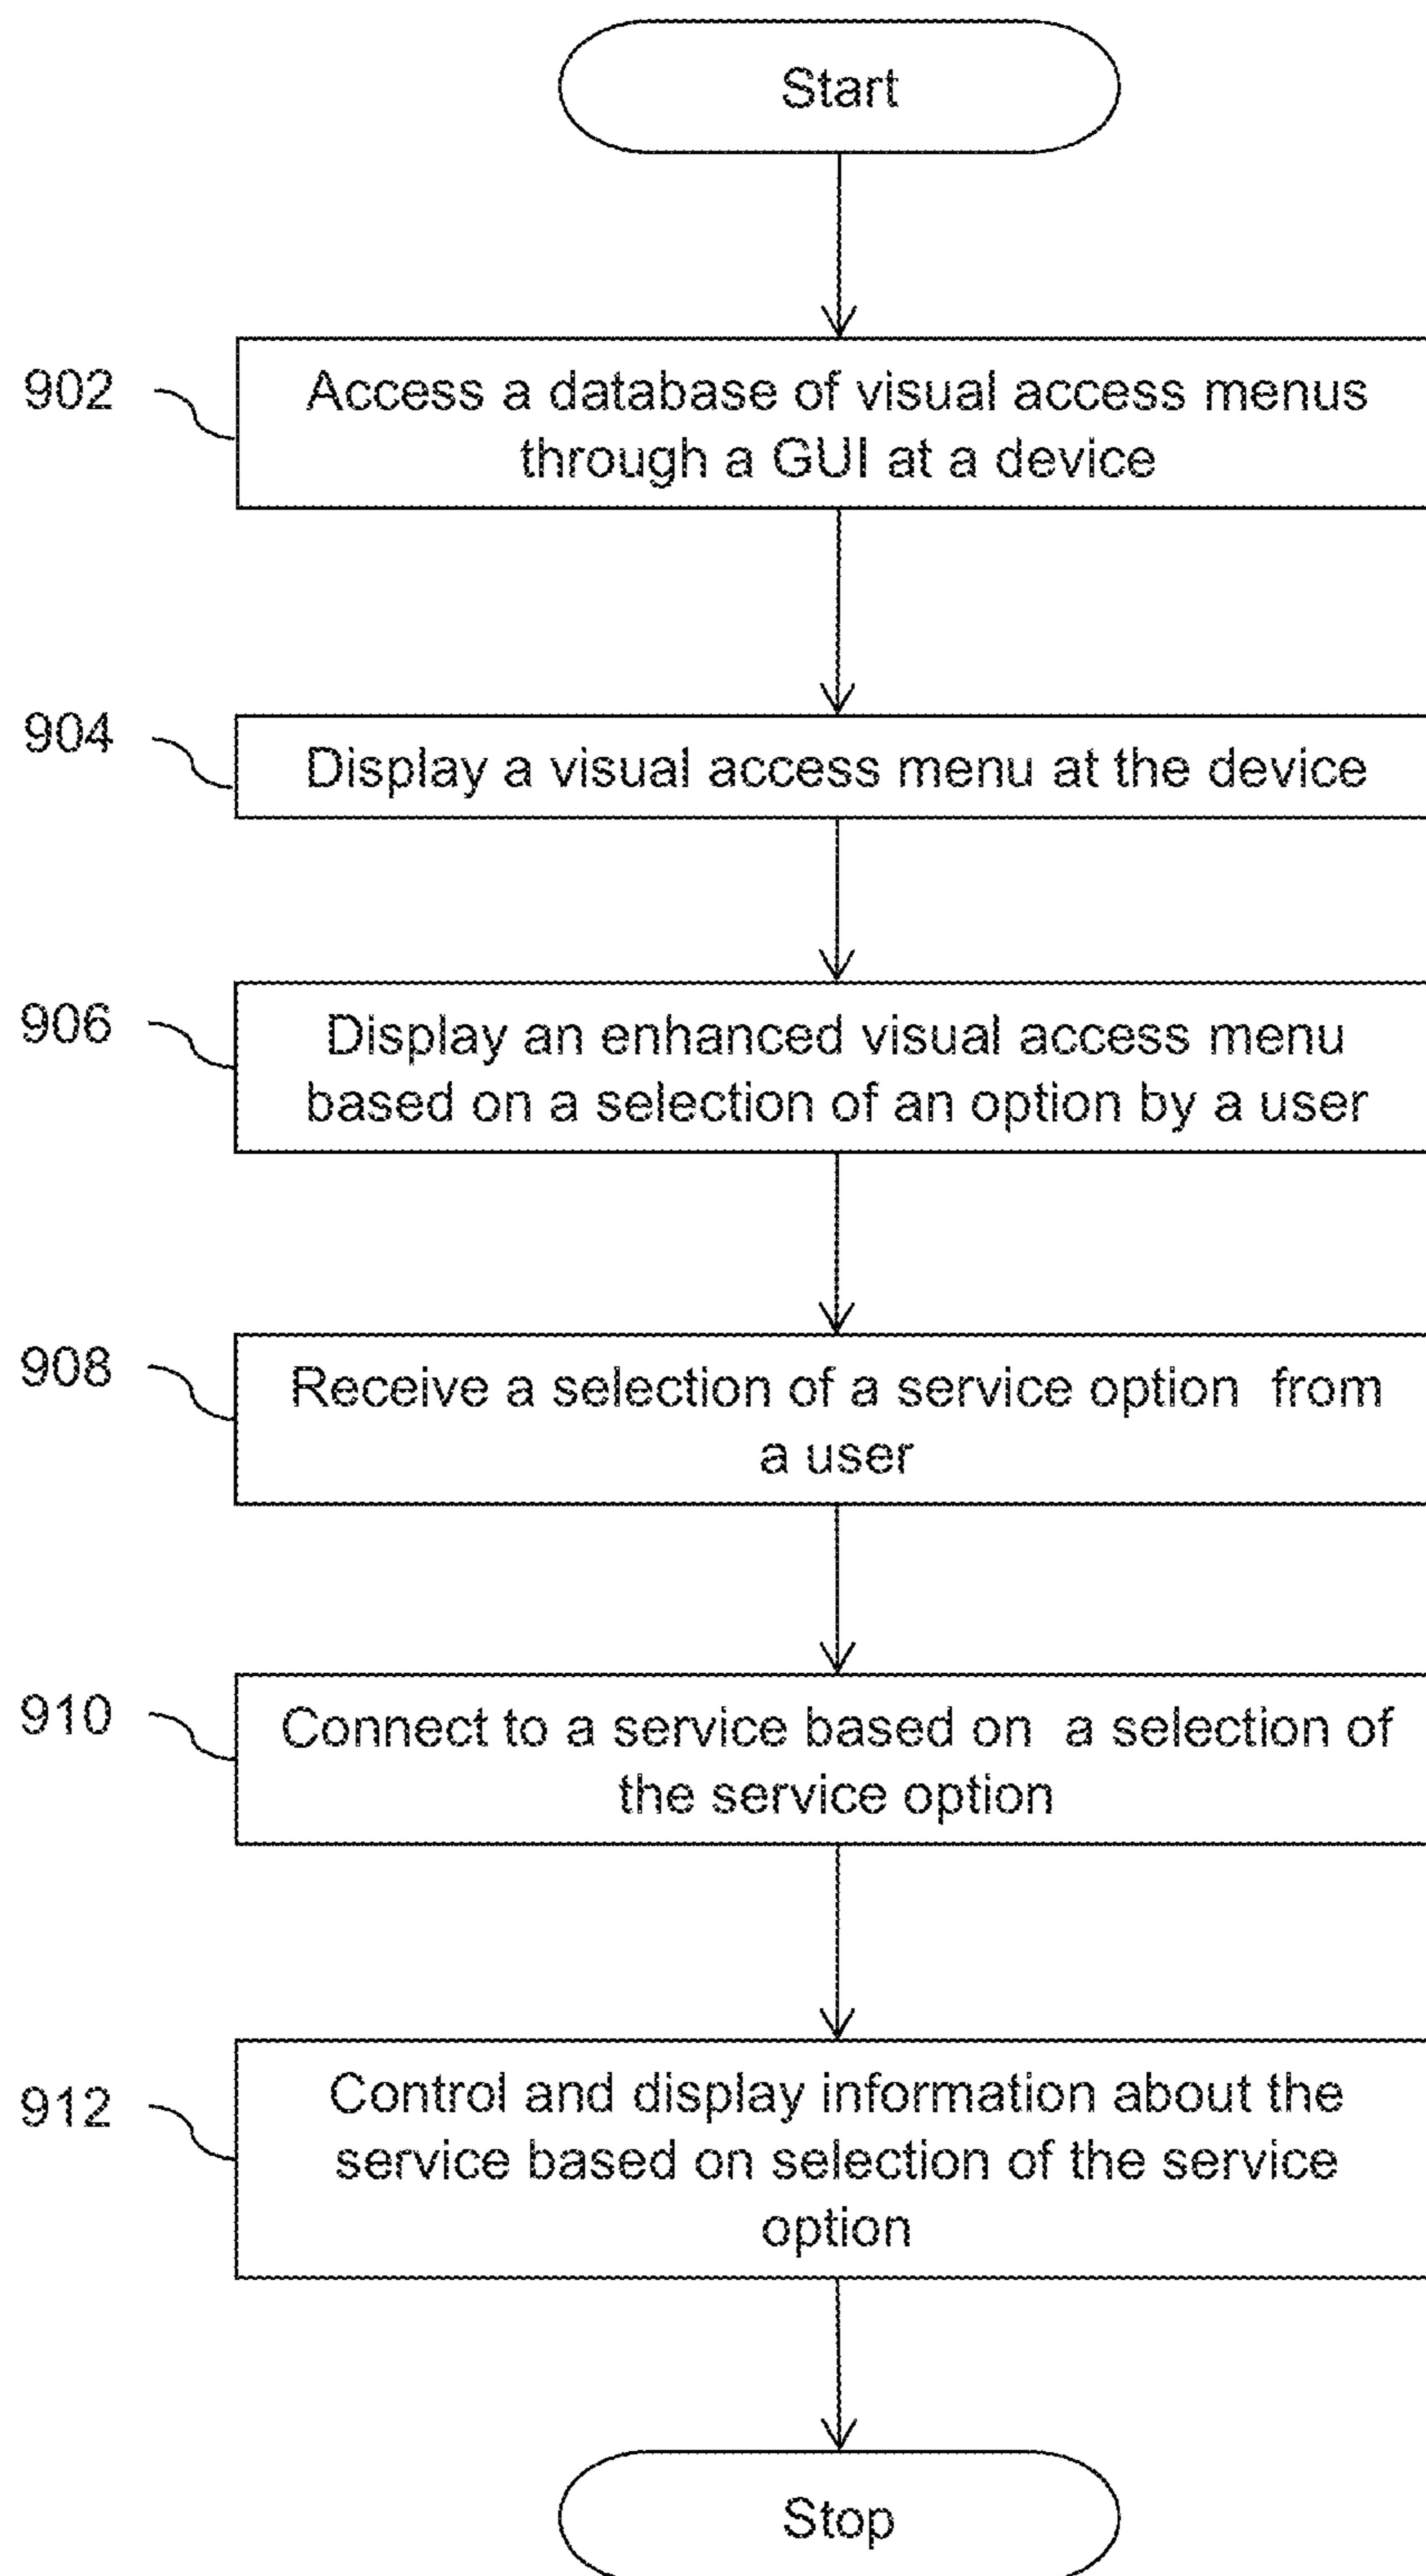 Start
902
Access a database of visual access menus
through a GUI at a device
904
Display a visual access menu at the device
906
Display an enhanced visual access menu
based on a selection of an option by a user
908
Receive a selection of a service option from
a user
910
Connect to a service based on a selection of
the service option
912
Control and display information about the
service based on selection of the service
option
Stop